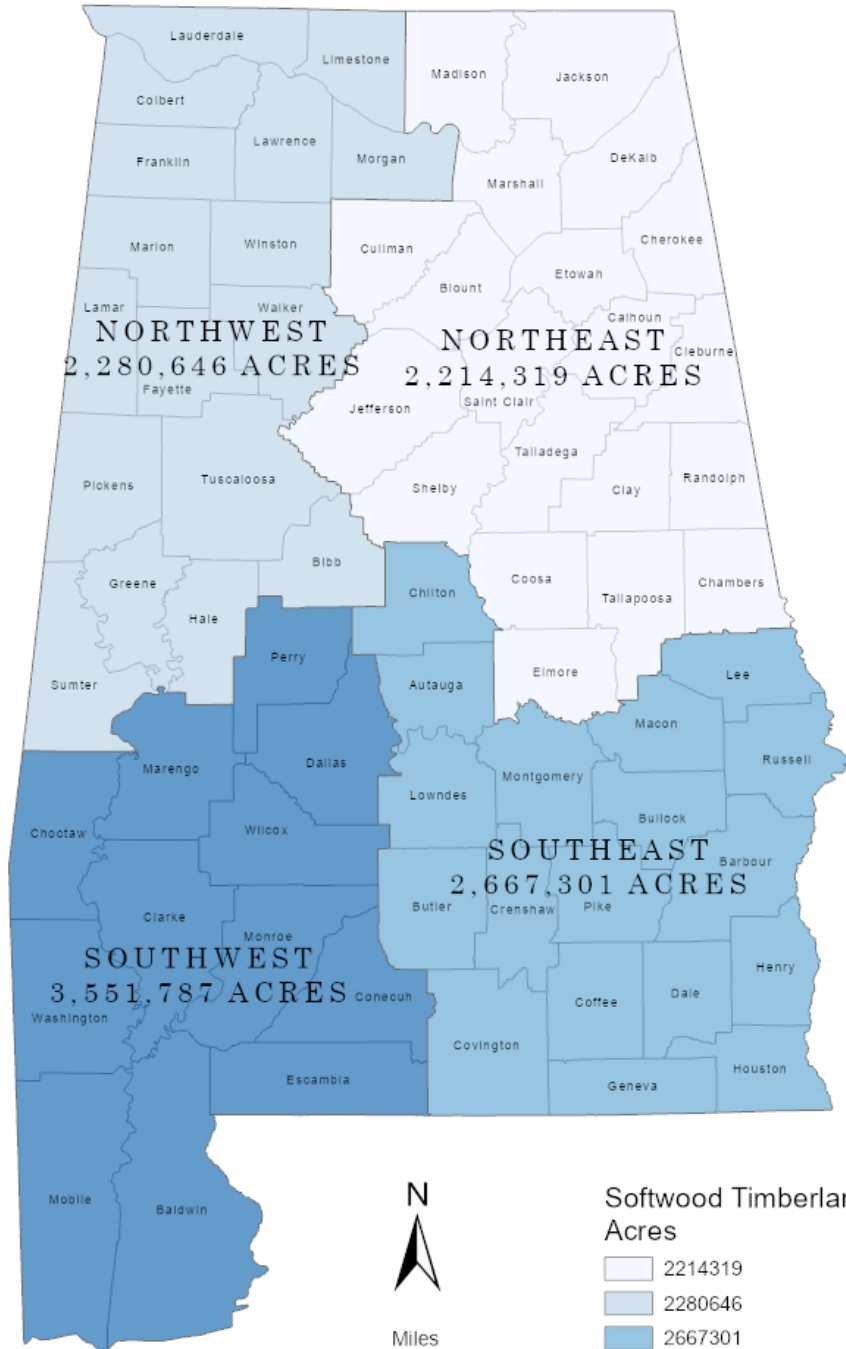 Lauderdale
Limestone
Madison
Jackson
Colbert
Lawrence
Franklin
Morgan
DeKalb
Marshall
Marion
Winston
Cullman
Cherokee
Etowah
Blount
Lamar
Walker
Calhoun
NORTHWEST
2,280,646 ACRES
NORTHEAST
2,214,319 ACRES
Cleburne
Fayette
Jefferson
Saint Clair
Talladega
Pickens
Tuscaloosa
Shelby
Clay
Randolph
Bibb
Greene
Hale
Chilton
Coosa
Tallapoosa
Chambers
Sumter
Perry
Autauga
Elmore
Lee
Macon
Marengo
Dallas
Montgomery
Russell
Lowndes
Bullock
Choctaw
Wilcox
SOUTHEAST
2,667,301 ACRES
Barbour
Butler
Crenshaw
Pike
Clarke
Monroe
SOUTHWEST
3,551,787 ACRES
Conecuh
Henry
Washington
Coffee
Dale
Covington
Escambia
Geneva
Houston
Mobile
Baldwin
N
Miles
Softwood Timberlan
Acres
2214319
2280646
2667301